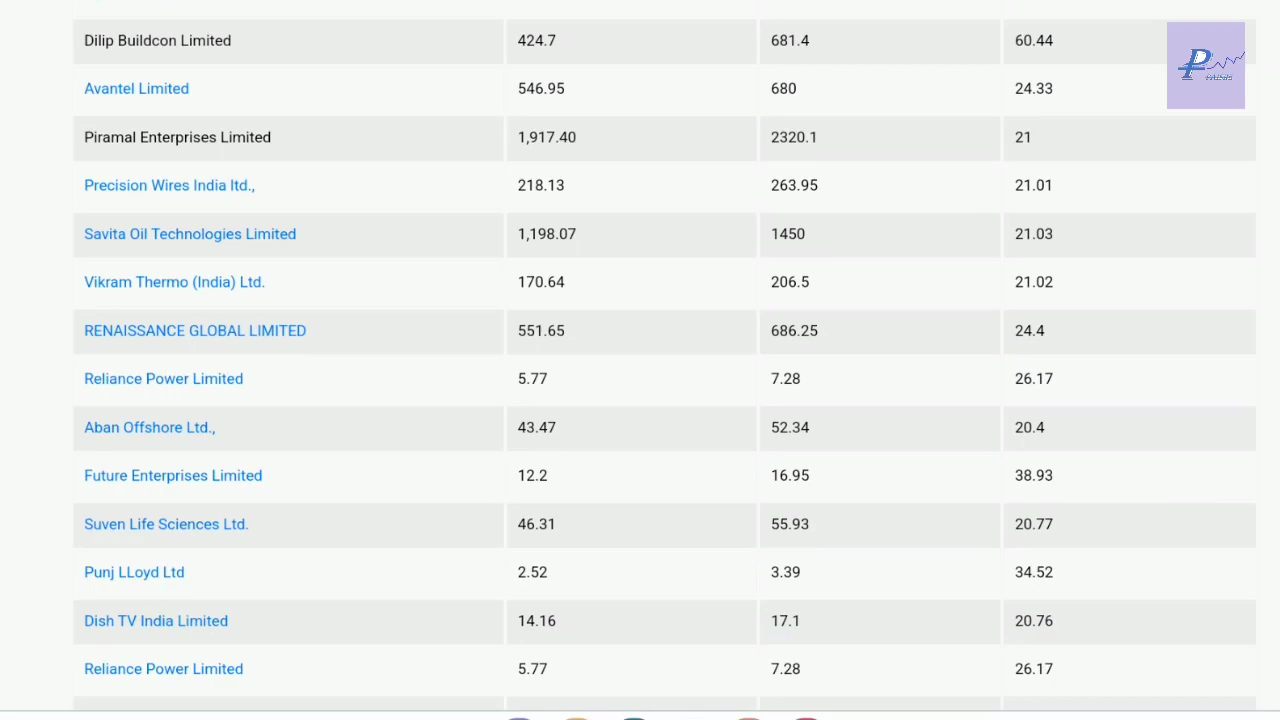 Dilip Buildcon Limited 424.7 681.4 60.44
Avantel Limited 546.95 680 24.33
Piramal Enterprises Limited 1,917.40 2320.1 21
Precision Wires India ltd., 218.13 263.95 21.01
Savita Oil Technologies Limited 1,198.07 1450 21.03
Vikram Thermo (India) Ltd. 170.64 206.5 21.02
RENAISSANCE GLOBAL LIMITED 551.65 686.25 24.4
Reliance Power Limited 5.77 7.28 26.17
Aban Offshore Ltd., 43.47 52.34 20.4
Future Enterprises Limited 12.2 16.95 38.93
Suven Life Sciences Ltd. 46.31 55.93 20.77
Punj LLoyd Ltd 2.52 3.39 34.52
Dish TV India Limited 14.16 17.1 20.76
Reliance Power Limited 5.77 7.28 26.17